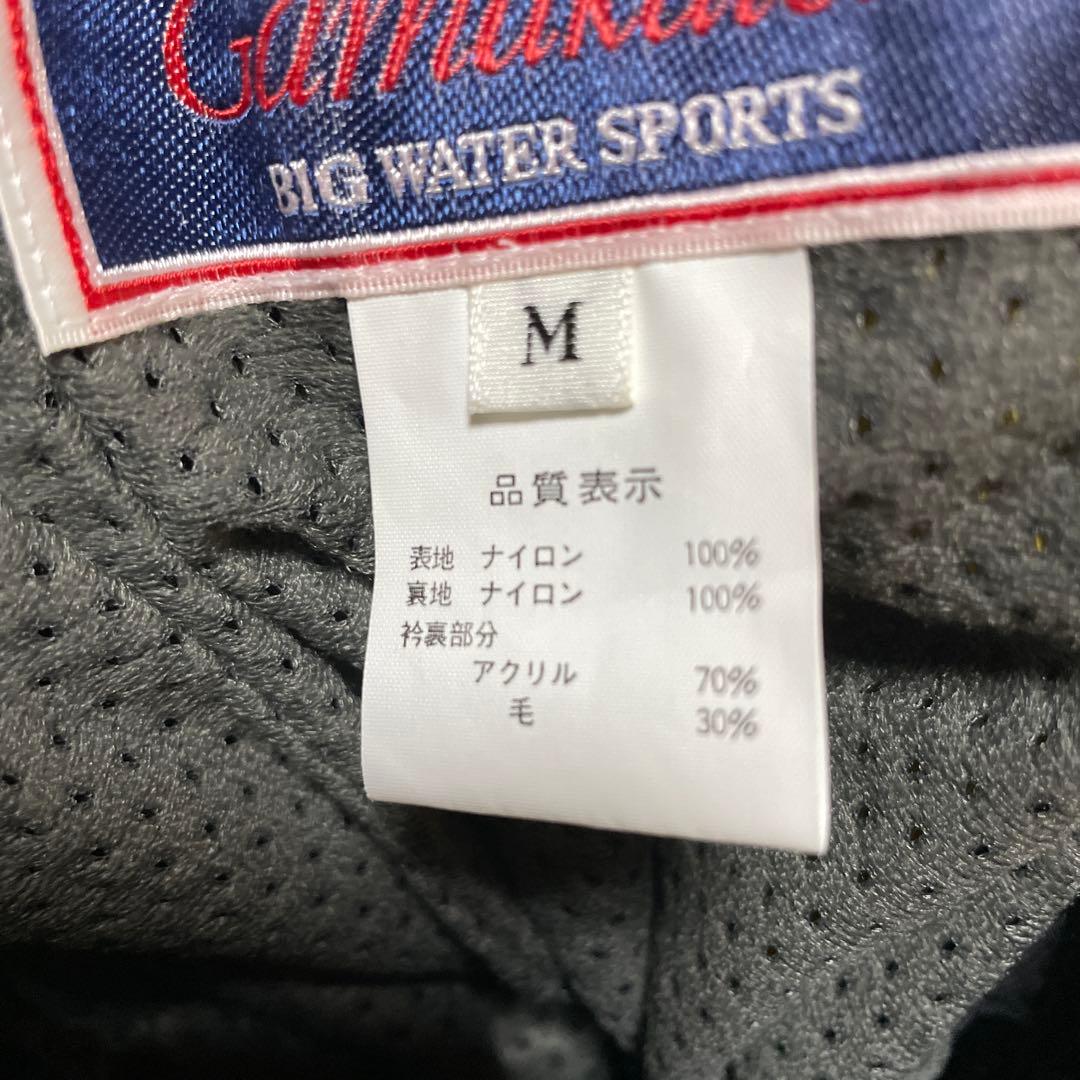 BIG WATER SPORTS
M
品質表示
表地 ナイロン 100%
裏地 ナイロン 100%
衿裏部分
アクリル 70%
毛 30%